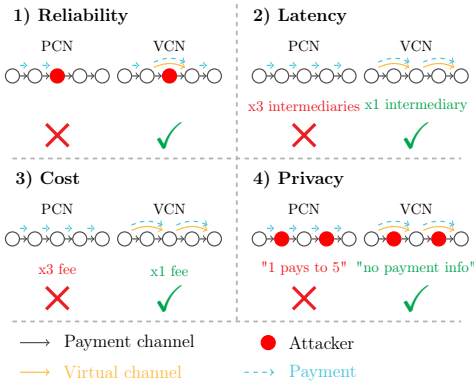 1) Reliability
PCN VCN
2) Latency
PCN VCN
x3 intermediaries x1 intermediary
3) Cost
PCN VCN
x3 fee x1 fee
4) Privacy
PCN VCN
"1 pays to 5" "no payment info"
Payment channel
Attacker
Virtual channel
Payment